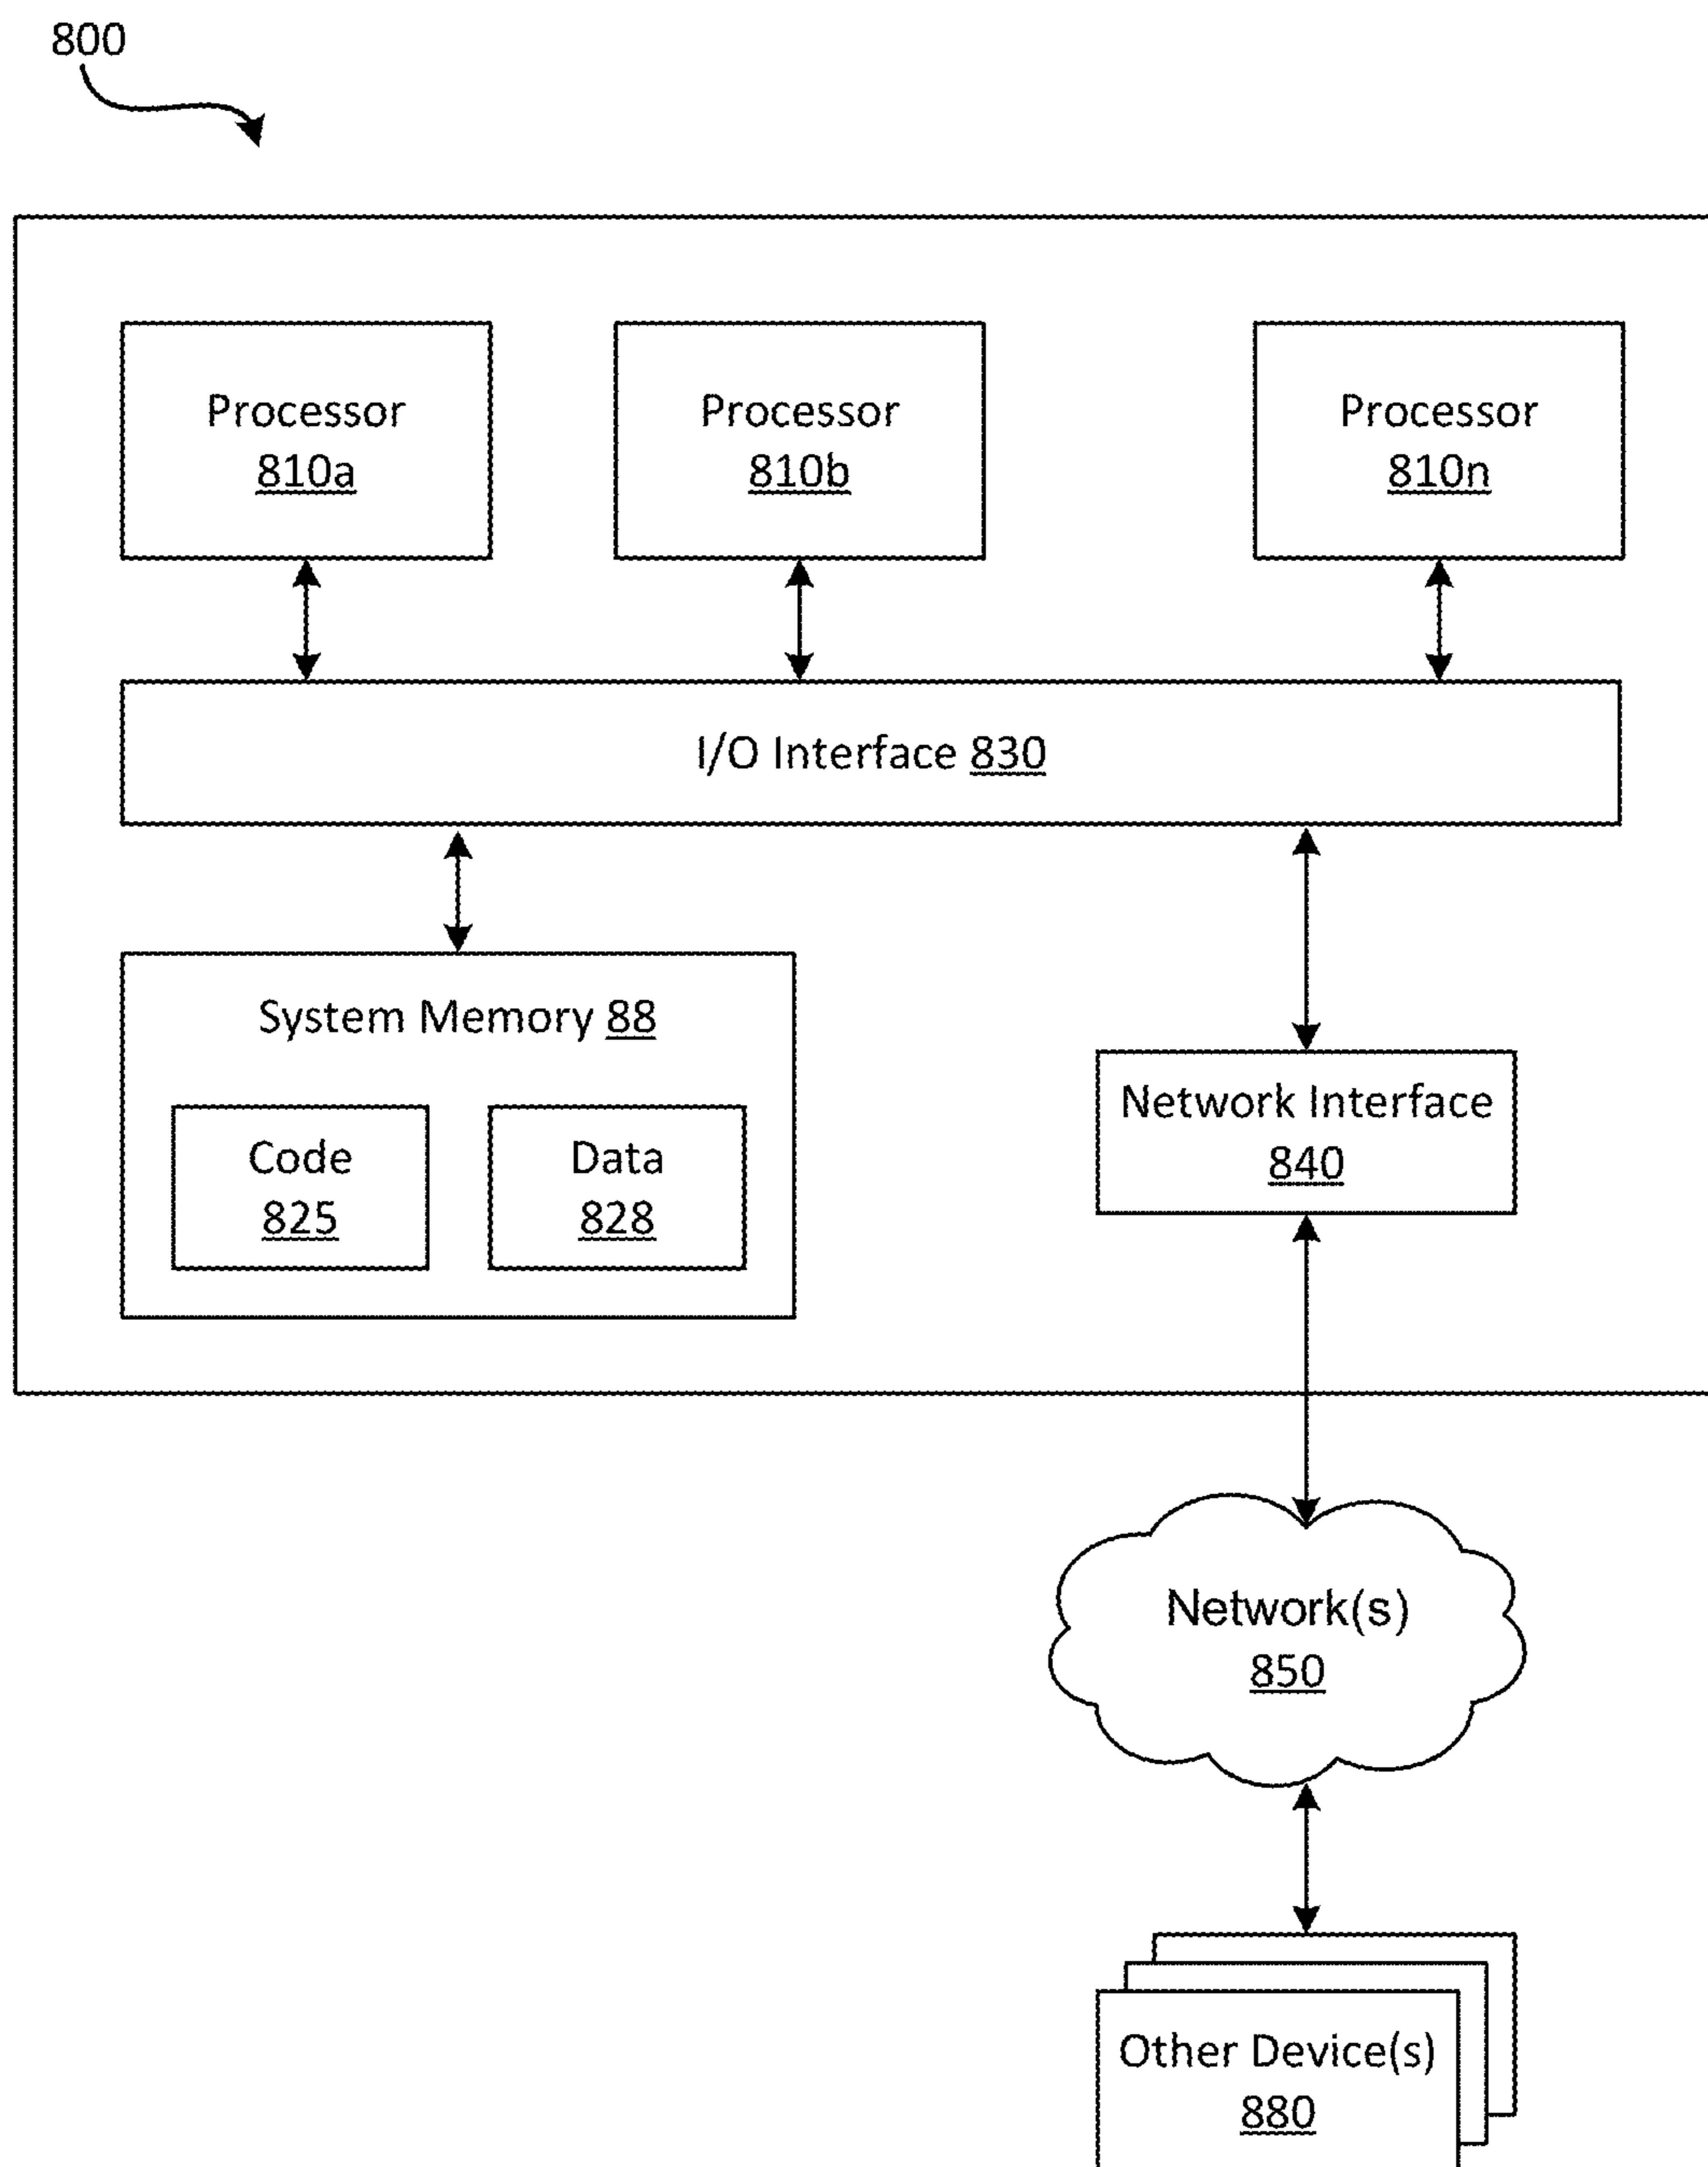 800
Processor
810a
Processor
810b
Processor
810n
I/O Interface 830
System Memory 88
Code
825
Data
828
Network Interface
840
Network(s)
850
Other Device(s)
880